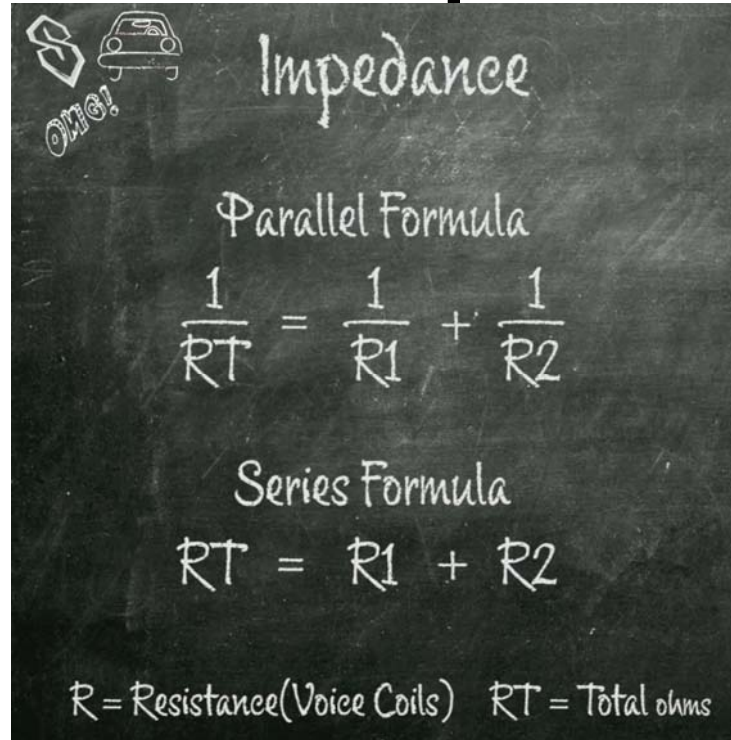 S
OMG!
Impedance
Parallel Formula
1/RT = 1/R1 + 1/R2
Series Formula
RT = R1 + R2
R = Resistance(Voice Coils) RT = Total ohms